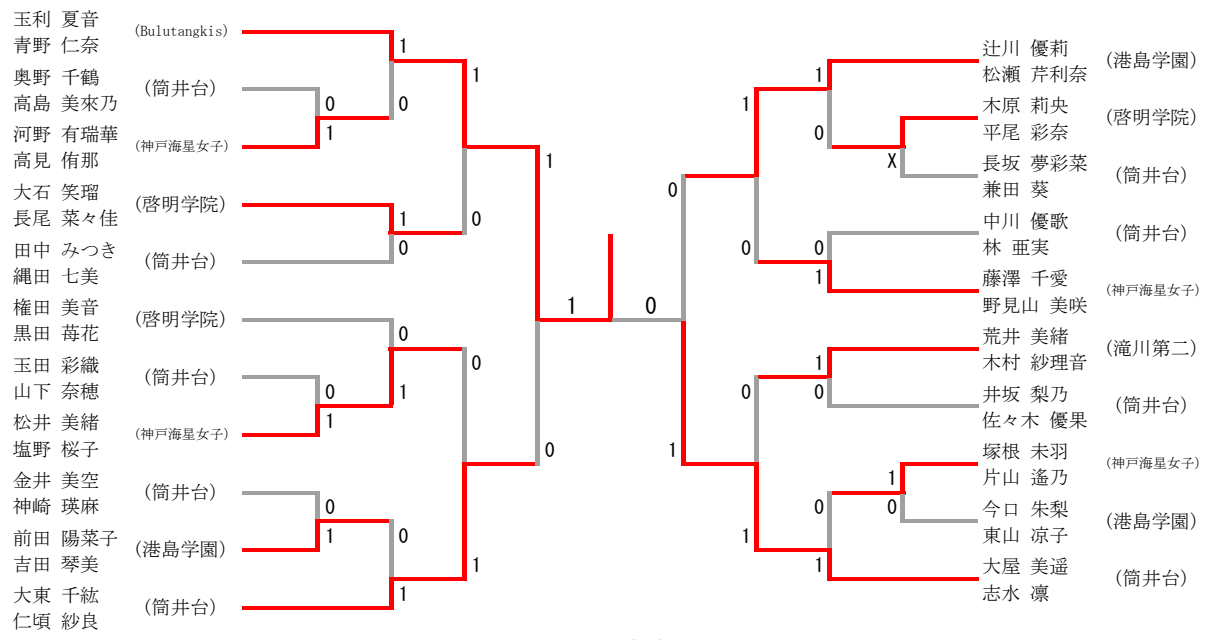 玉利 夏音
青野 仁奈
(Bulutangkis)
1
奥野 千鶴
高島 美來乃
(筒井台)
0
0
河野 有瑞華
高見 侑那
(神戸海星女子)
1
1
大石 笑瑠
長尾 菜々佳
(啓明学院)
1
0
田中 みつき
縄田 七美
(筒井台)
0
1
権田 美音
黒田 苺花
(啓明学院)
0
0
玉田 彩織
山下 奈穂
(筒井台)
0
1
松井 美緒
塩野 桜子
(神戸海星女子)
1
0
金井 美空
神崎 瑛麻
(筒井台)
0
前田 陽菜子
吉田 琴美
(港島学園)
1
0
1
大東 千紘
仁頃 紗良
(筒井台)
1
1
0
辻川 優莉
松瀬 芹利奈
(港島学園)
1
1
木原 莉央
平尾 彩奈
(啓明学院)
0
X
長坂 夢彩菜
兼田 葵
(筒井台)
0
中川 優歌
林 亜実
(筒井台)
0
0
藤澤 千愛
野見山 美咲
(神戸海星女子)
1
荒井 美緒
木村 紗理音
(滝川第二)
1
0
0
井坂 梨乃
佐々木 優果
(筒井台)
1
塚根 未羽
片山 遙乃
(神戸海星女子)
1
0
0
今口 朱梨
東山 凉子
(港島学園)
1
1
大屋 美遥
志水 凛
(筒井台)